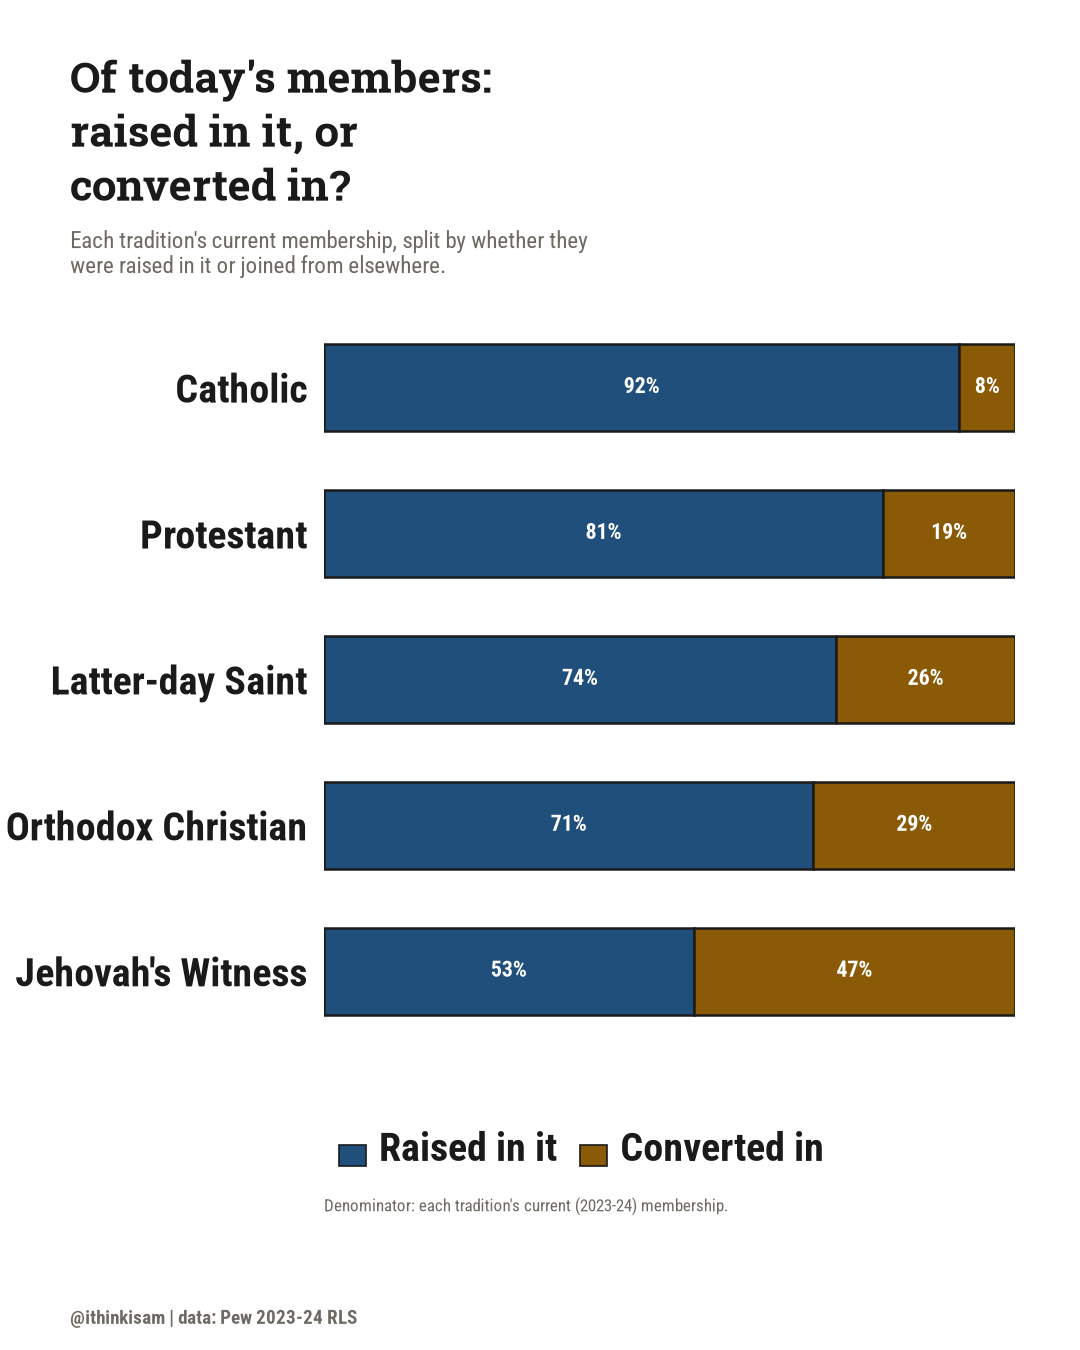 Of today's members:
raised in it, or
converted in?
Each tradition's current membership, split by whether they
were raised in it or joined from elsewhere.
Catholic 92% 8%
Protestant 81% 19%
Latter-day Saint 74% 26%
Orthodox Christian 71% 29%
Jehovah's Witness 53% 47%
Raised in it Converted in
Denominator: each tradition's current (2023-24) membership.
@ithinkisam | data: Pew 2023-24 RLS